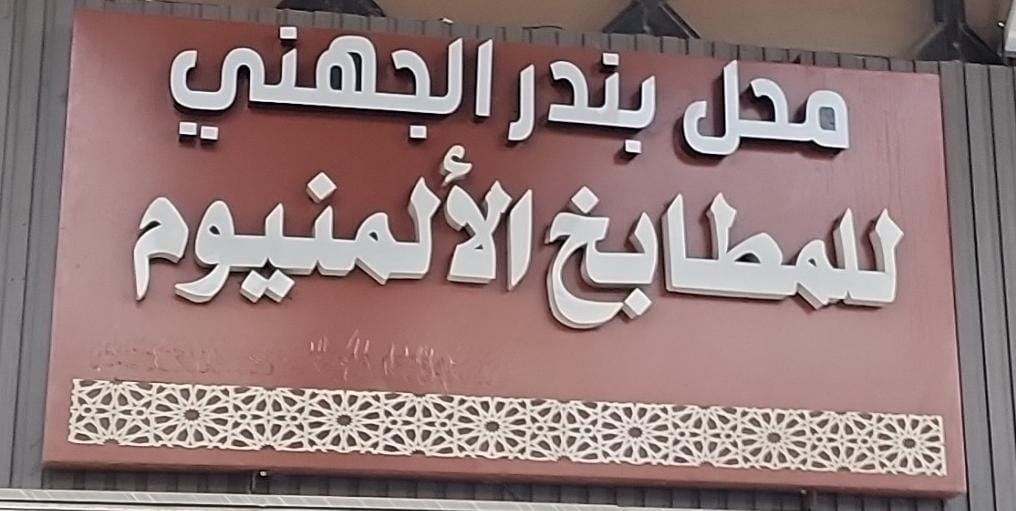 محل بندر الجهني
للمطابخ الألمنيوم